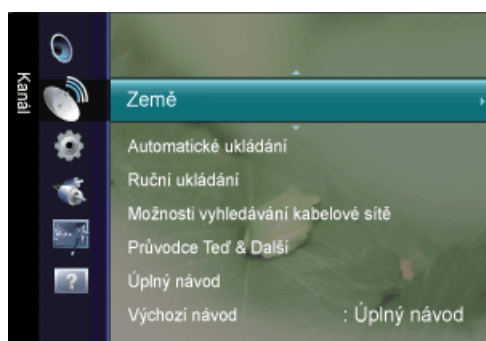 Kanál
Země
Automatické ukládání
Ruční ukládání
Možnosti vyhledávání kabelové sítě
Průvodce Teď & Další
Úplný návod
Výchozí návod : Úplný návod
?